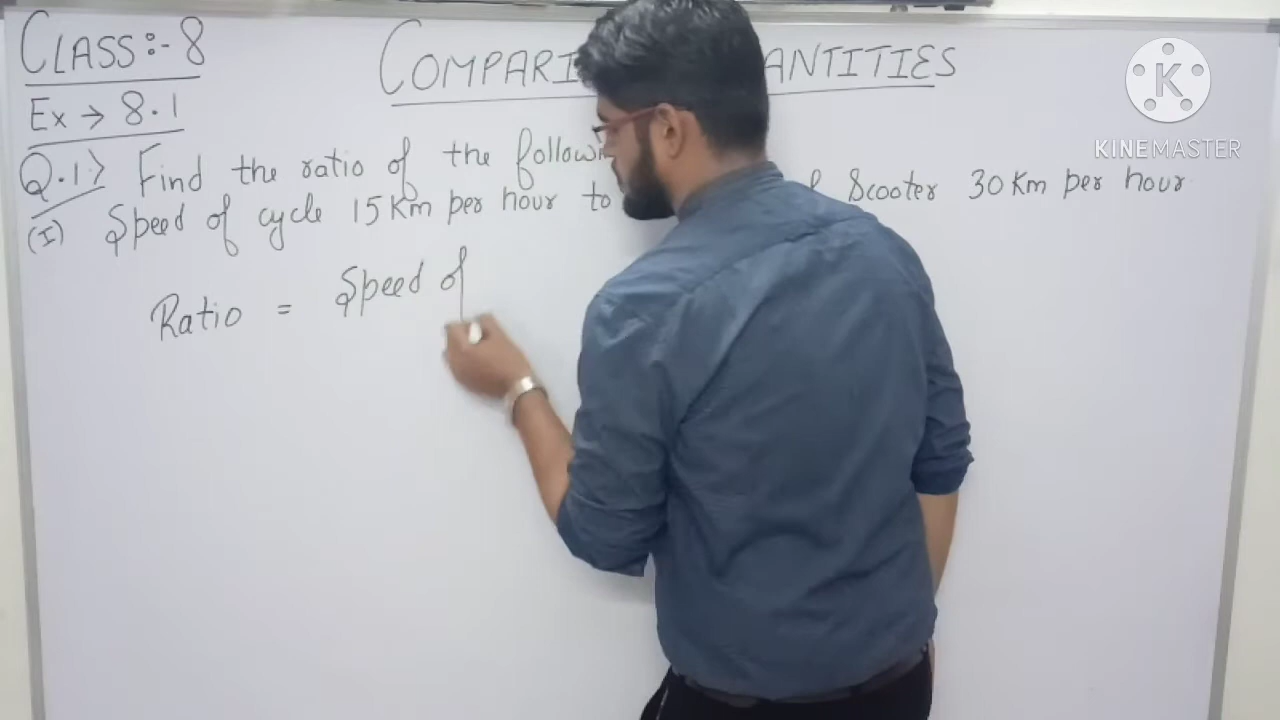 CLASS:- 8
COMPARI ANTITIES
Ex → 8.1
Q.1> Find the ratio of the followin
(I) Speed of cycle 15 Km per hour to Scooter 30 Km per hour
Ratio = Speed of
K
KINEMASTER